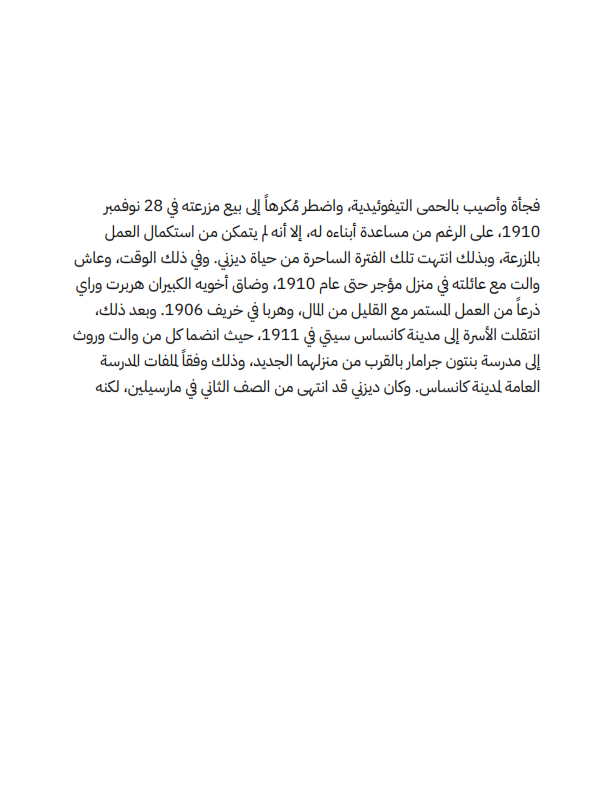 فجأة وأصيب بالحمى التيفوئيدية، واضطر مُكرهاً إلى بيع مزرعته في 28 نوفمبر
1910، على الرغم من مساعدة أبناءه له، إلا أنه لم يتمكن من استكمال العمل
بالمزرعة، وبذلك انتهت تلك الفترة الساحرة من حياة ديزني. وفي ذلك الوقت، وعاش
والت مع عائلته في منزل مؤجر حتى عام 1910، وضاق أخويه الكبيران هربرت وراي
ذرعاً من العمل المستمر مع القليل من المال، وهربا في خريف 1906. وبعد ذلك،
انتقلت الأسرة إلى مدينة كانساس سيتي في 1911، حيث انضما كل من والت وروث
إلى مدرسة بنتون جرامار بالقرب من منزلهما الجديد، وذلك وفقاً لملفات المدرسة
العامة لمدينة كانساس. وكان ديزني قد انتهى من الصف الثاني في مارسيلين، لكنه